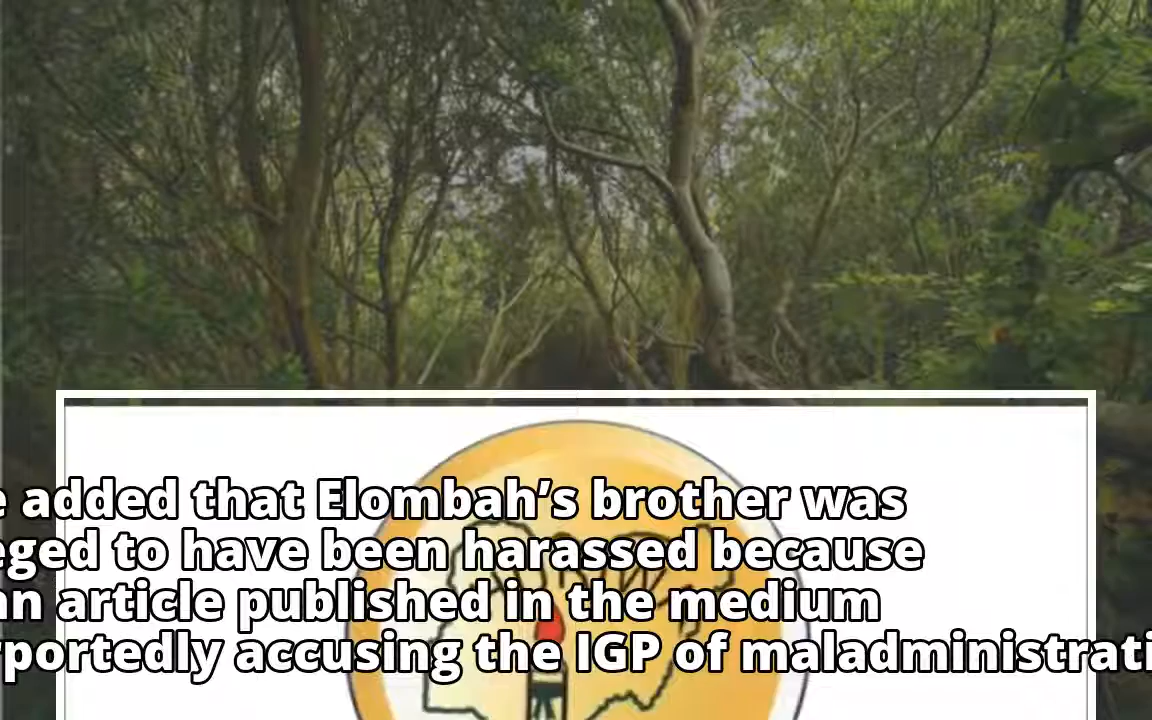 added that Elombah’s brother was
to have been harassed because
article published in the medium
accusing the IGP of